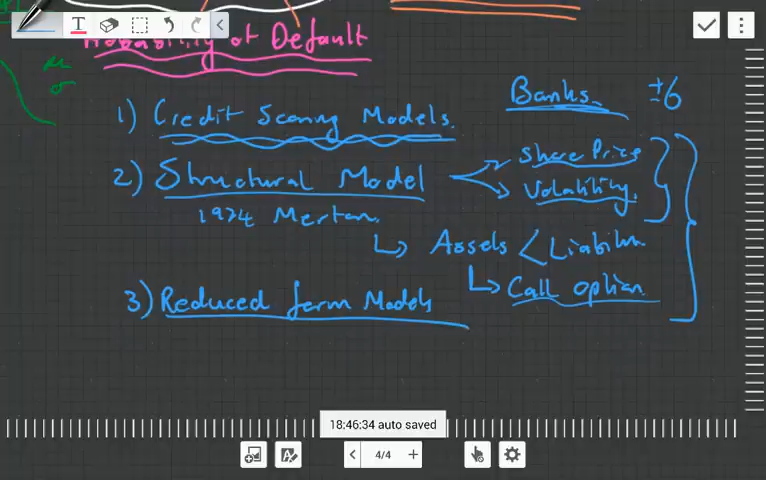 Probability of Default
μ
σ
Banks ±6
1) Credit Scoring Models.
2) Structural Model
Share Price
Volatility,
1974 Merton.
Assets < Liabilities
Call option
3) Reduced form Models
18:46:34 auto saved
4/4